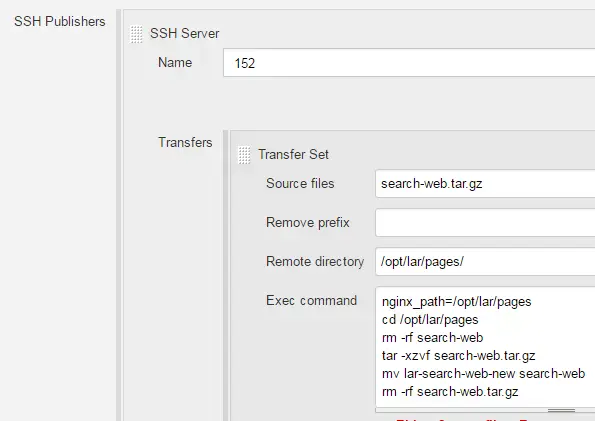 SSH Publishers
SSH Server
Name
152
Transfers
Transfer Set
Source files
search-web.tar.gz
Remove prefix
Remote directory
/opt/lar/pages/
Exec command
nginx_path=/opt/lar/pages
cd /opt/lar/pages
rm -rf search-web
tar -xzvf search-web.tar.gz
mv lar-search-web-new search-web
rm -rf search-web.tar.gz